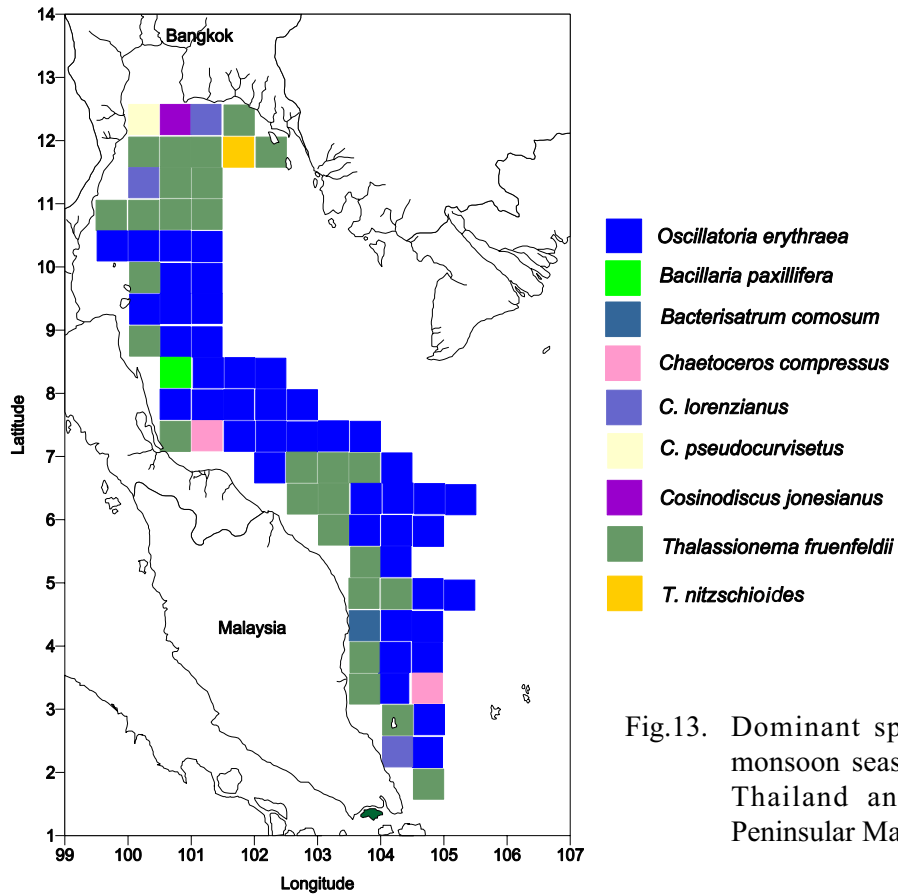 14
13
12
11
10
9
8
7
6
5
4
3
2
1
Latitude
Bangkok
Malaysia
99 100 101 102 103 104 105 106 107
Longitude
Oscillatoria erythraea
Bacillaria paxillifera
Bacterisatrum comosum
Chaetoceros compressus
C. lorenzianus
C. pseudocurvisetus
Cosinodiscus jonesianus
Thalassionema fruenfeldii
T. nitzschioides
Fig.13. Dominant sp
monsoon seas
Thailand an
Peninsular Ma